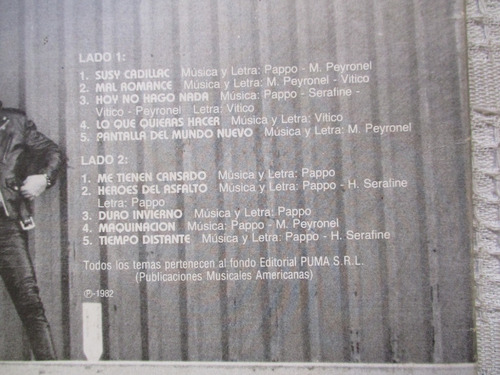 LADO 1:
1. SUSY CADILLAC Música y Letra: Pappo - M. Peyronel
2. MAL ROMANCE Música y Letra: M. Peyronel - Vitico
3. HOY NO HAGO NADA Música: Pappo - Serafine -
Vitico - Peyronel Letra: Vitico
4. LO QUE QUIERAS HACER Música y Letra: Vitico
5. PANTALLA DEL MUNDO NUEVO Música y Letra: M. Peyronel
LADO 2:
1. ME TIENEN CANSADO Música y Letra: Pappo
2. HEROES DEL ASFALTO Música y Letra: Pappo - H. Serafine
Letra: Pappo
3. DURO INVIERNO Música y Letra: Pappo
4. MAQUINACION Música: Pappo - M. Peyronel
5. TIEMPO DISTANTE Música y Letra: Pappo - H. Serafine
Todos los temas pertenecen al fondo Editorial PUMA S.R.L.
(Publicaciones Musicales Americanas)
℗-1982